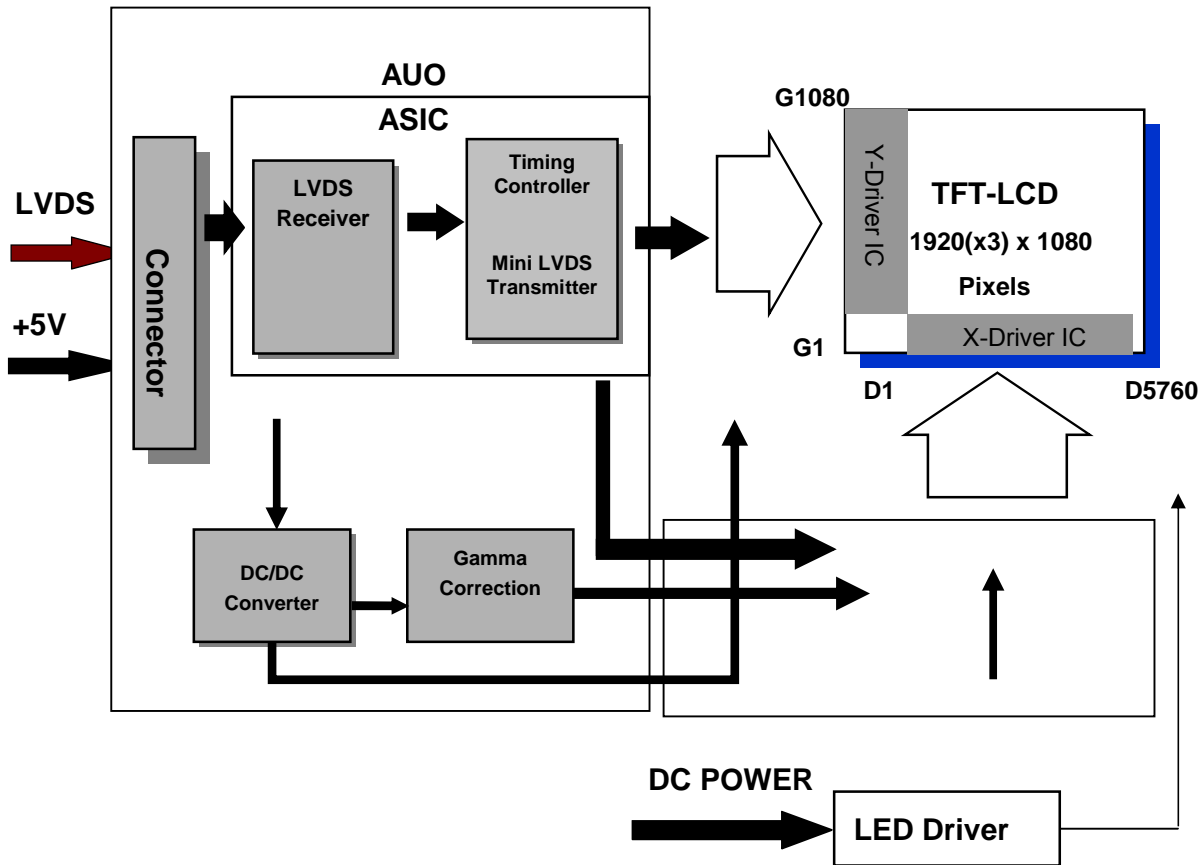 AUO
ASIC
G1080
LVDS
+5V
Connector
LVDS
Receiver
Timing
Controller
Mini LVDS
Transmitter
Y-Driver IC
TFT-LCD
1920(x3) x 1080
Pixels
X-Driver IC
G1
D1
D5760
DC/DC
Converter
Gamma
Correction
DC POWER
LED Driver